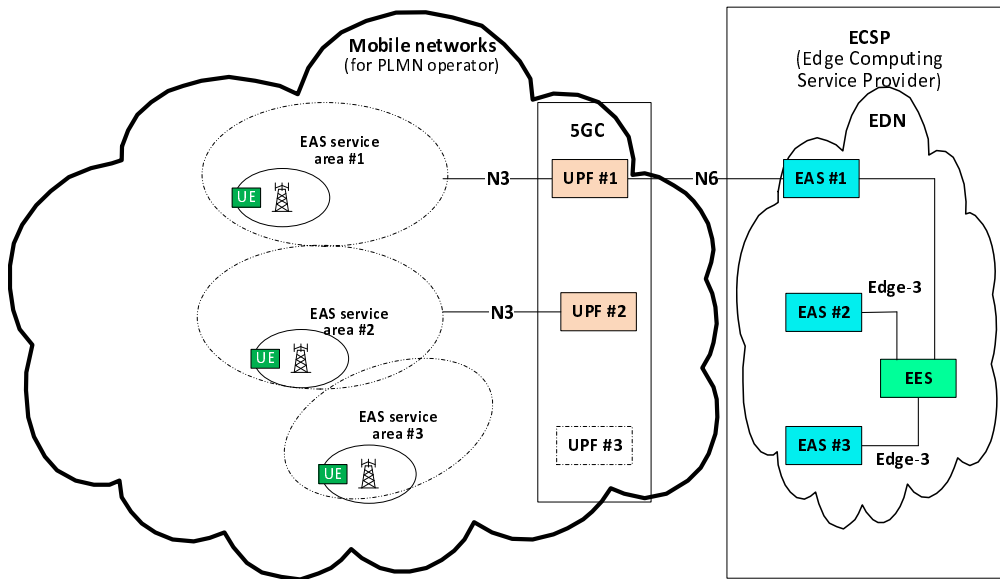 Mobile networks
(for PLMN operator)
ECSP
(Edge Computing
Service Provider)
EDN
5GC
EAS service
area #1
UE
N3
UPF #1
N6
EAS #1
EAS service
area #2
UE
N3
UPF #2
Edge-3
EAS #2
EES
EAS service
area #3
UE
UPF #3
EAS #3
Edge-3